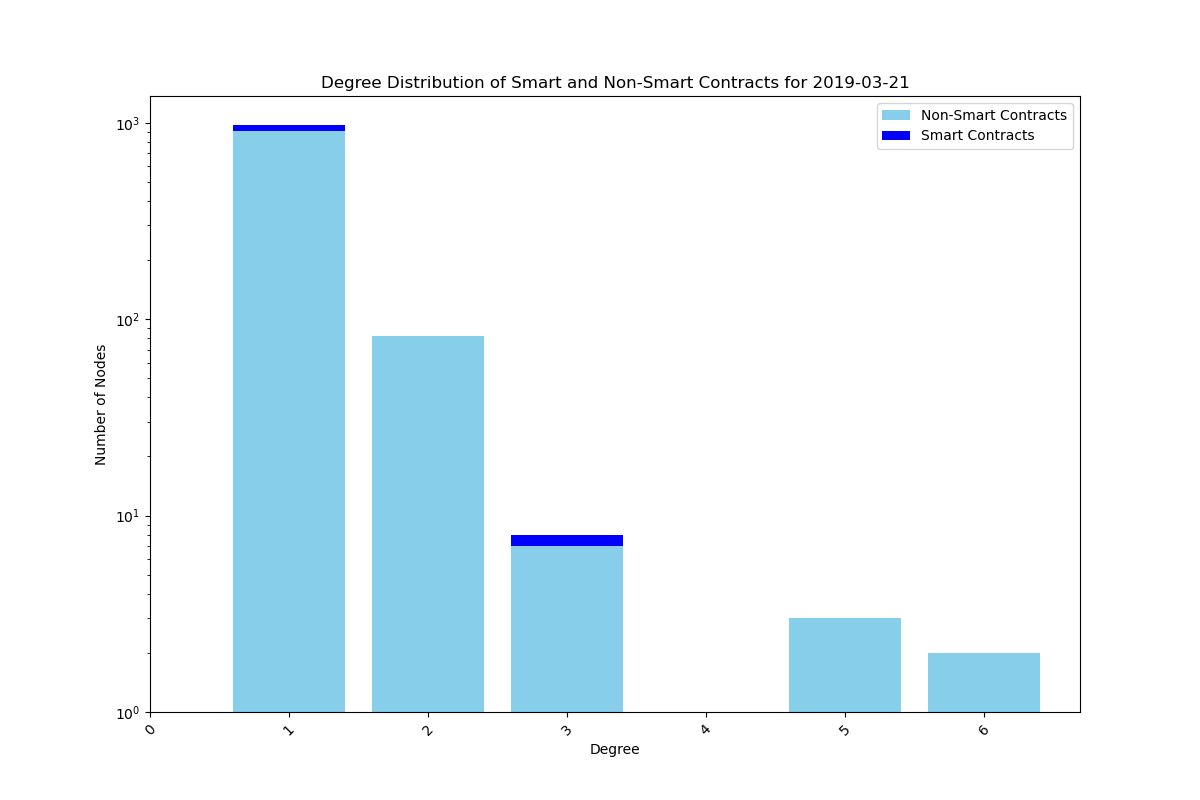 Degree Distribution of Smart and Non-Smart Contracts for 2019-03-21
Non-Smart Contracts
Smart Contracts
Number of Nodes
10³
10²
10¹
10⁰
0 1 2 3 4 5 6
Degree